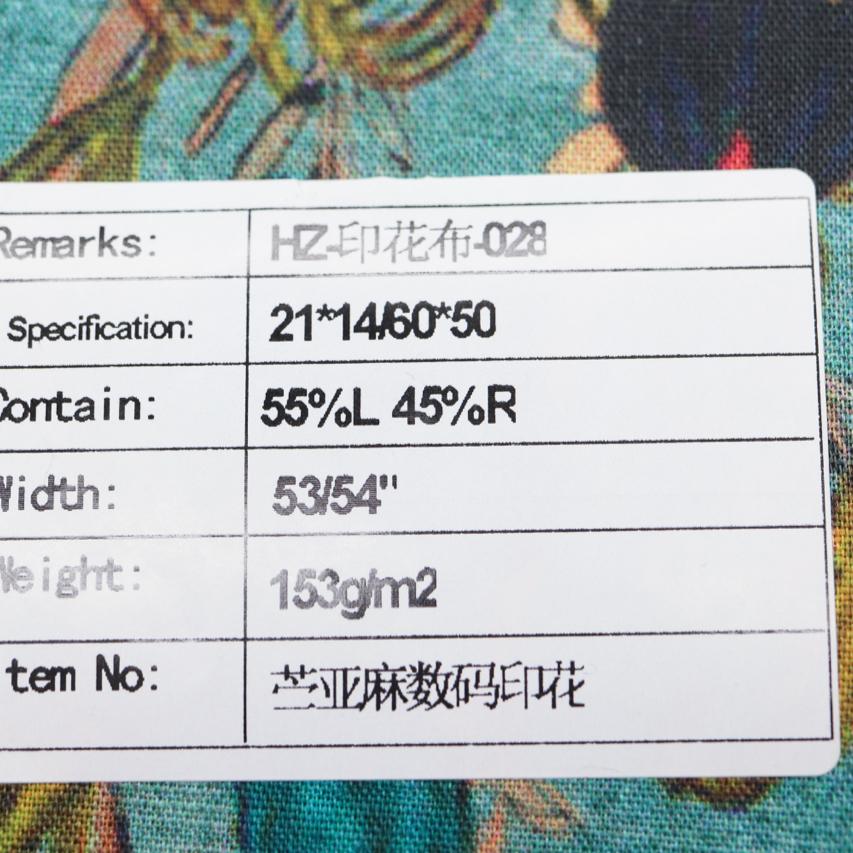 Remarks: HZ-印花布-028
Specification: 21*14/60*50
Contain: 55%L 45%R
Width: 53/54"
Weight: 153g/m2
tem No: 苎亚麻数码印花